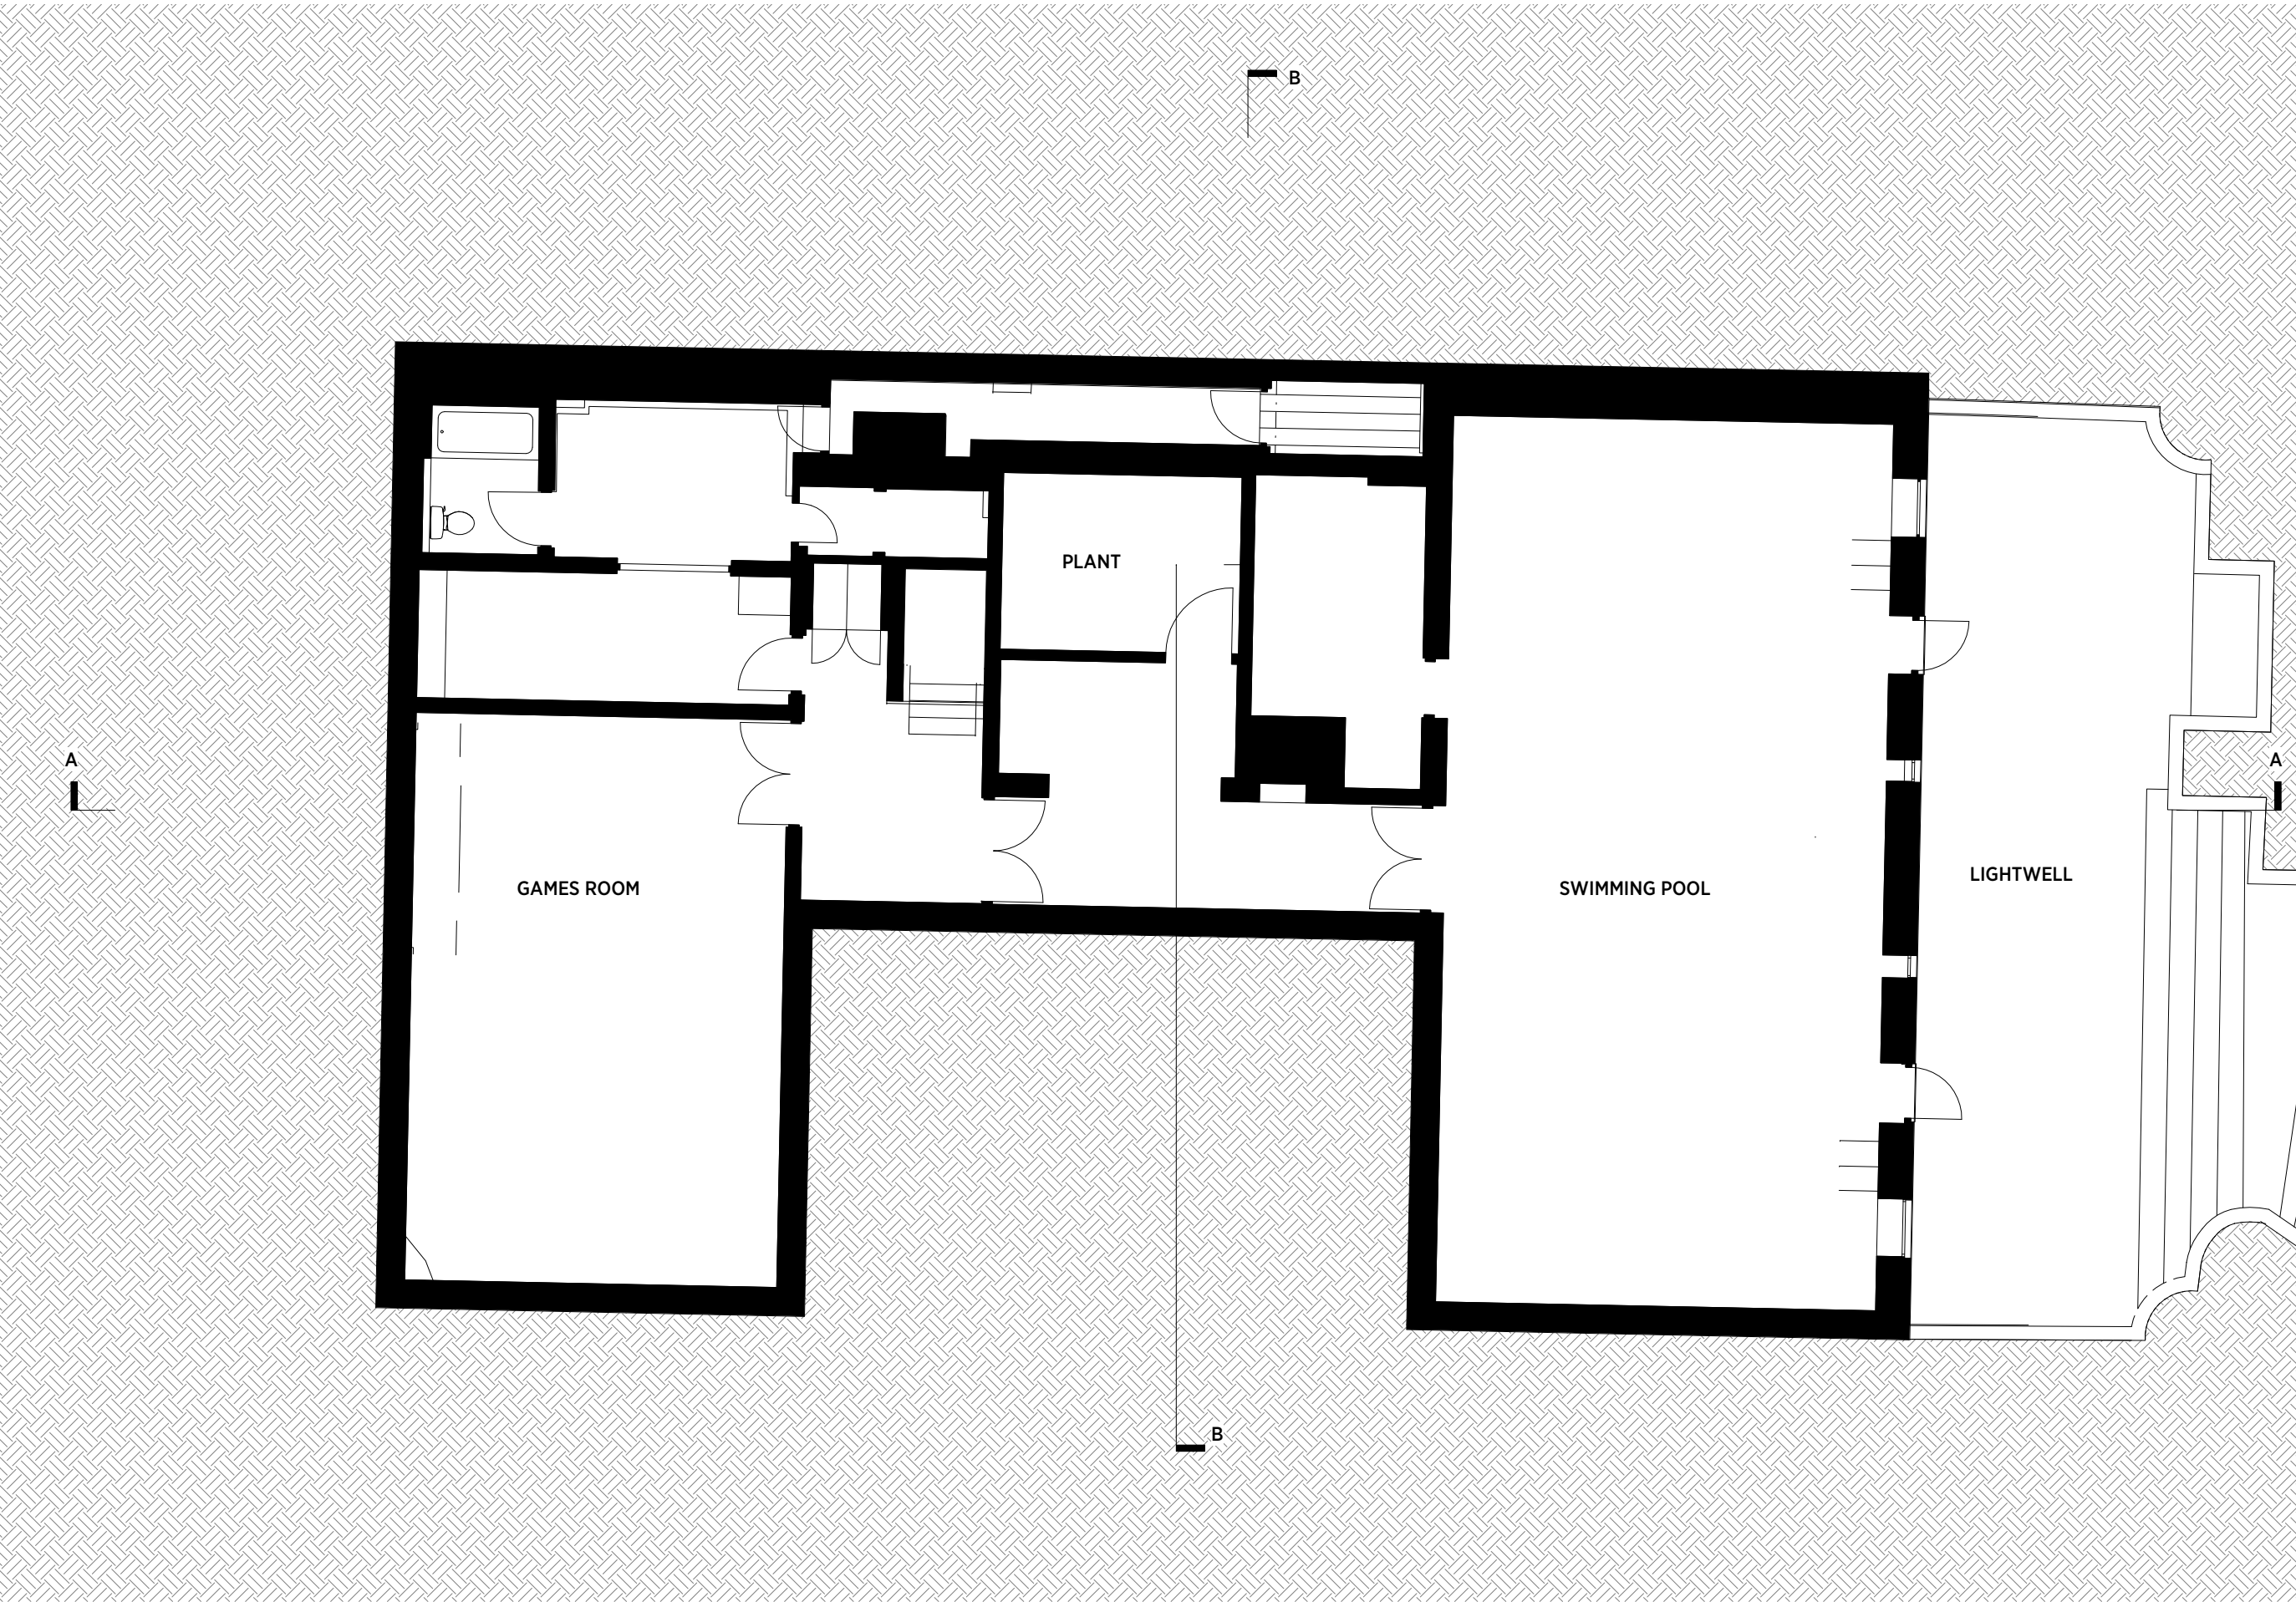 B
PLANT
A
A
LIGHTWELL
GAMES ROOM
SWIMMING POOL
B